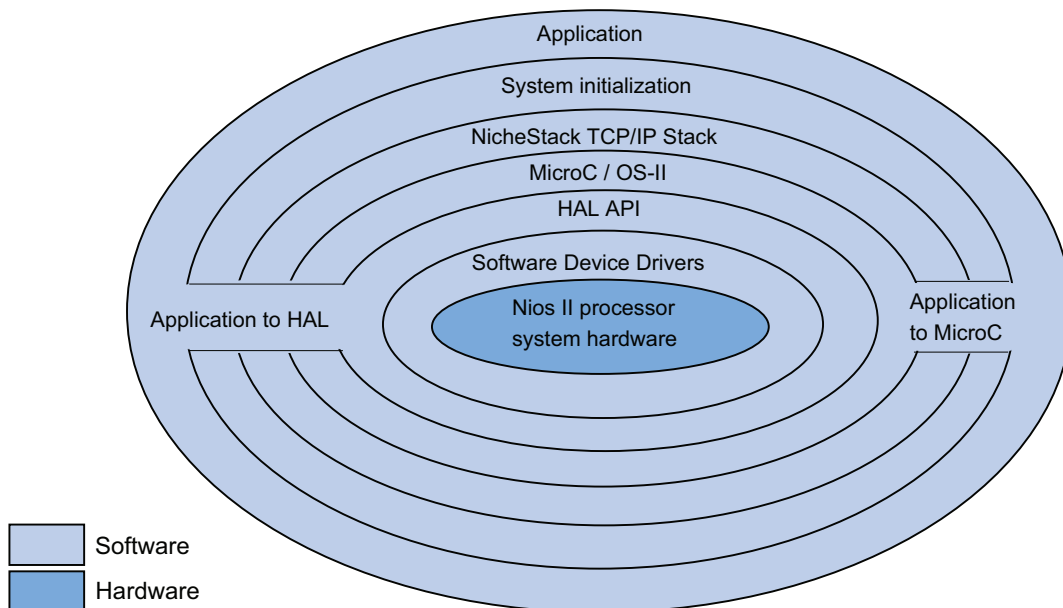 Application
System initialization
NicheStack TCP/IP Stack
MicroC / OS-II
HAL API
Software Device Drivers
Nios II processor
system hardware
Application to HAL
Application
to MicroC
Software
Hardware